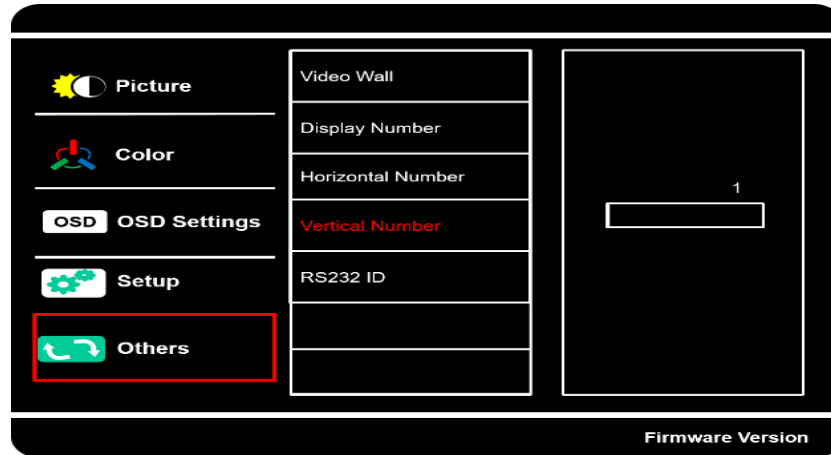 Picture
Color
OSD OSD Settings
Setup
Others
Video Wall
Display Number
Horizontal Number
Vertical Number
RS232 ID
1
Firmware Version